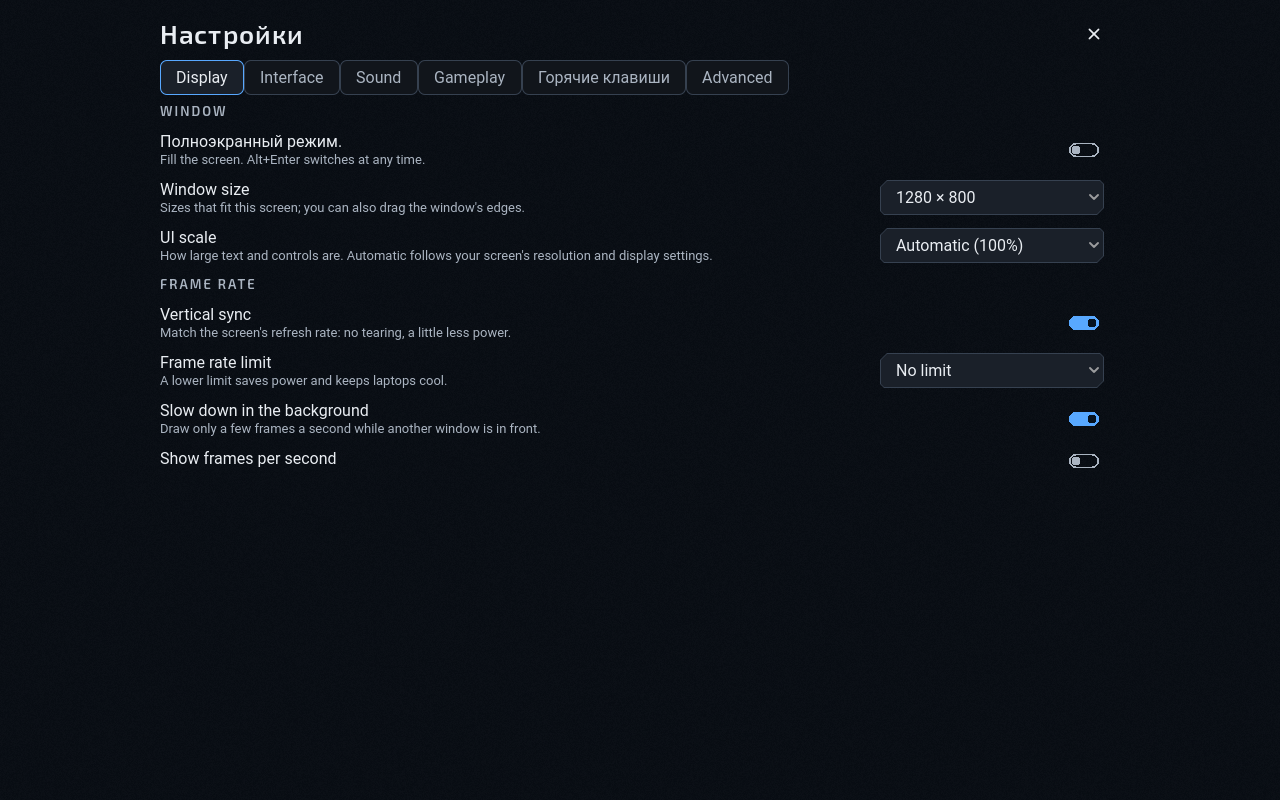 Настройки
Display Interface Sound Gameplay Горячие клавиши Advanced
WINDOW
Полноэкранный режим.
Fill the screen. Alt+Enter switches at any time.
Window size
Sizes that fit this screen; you can also drag the window's edges.
1280 × 800
UI scale
How large text and controls are. Automatic follows your screen's resolution and display settings.
Automatic (100%)
FRAME RATE
Vertical sync
Match the screen's refresh rate: no tearing, a little less power.
Frame rate limit
A lower limit saves power and keeps laptops cool.
No limit
Slow down in the background
Draw only a few frames a second while another window is in front.
Show frames per second